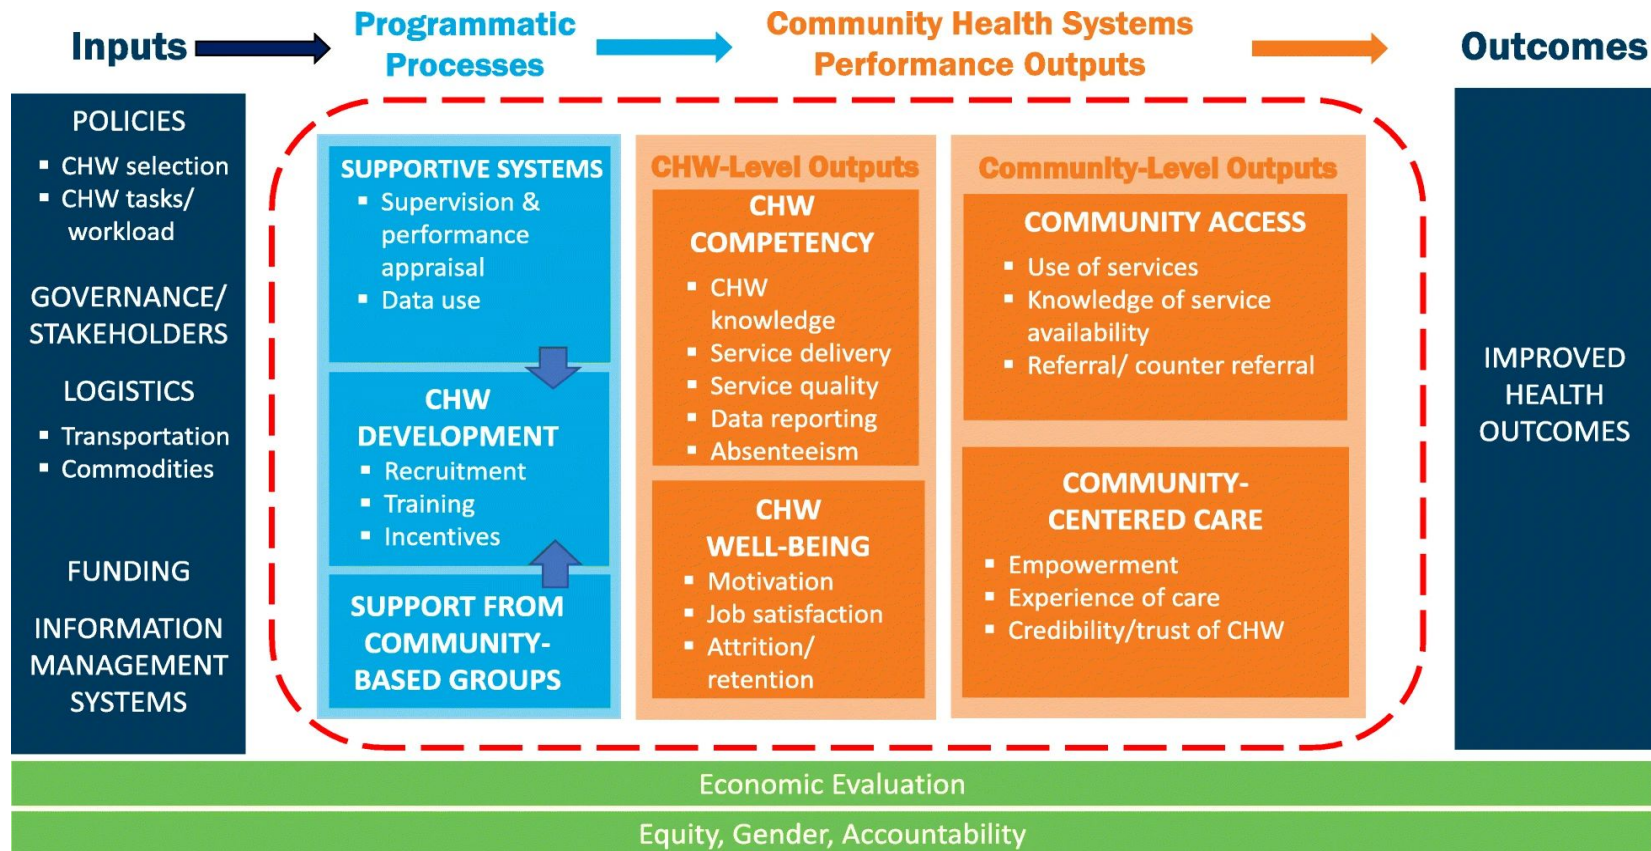 Inputs
Programmatic
Processes
Community Health Systems
Performance Outputs
Outcomes
POLICIES
▪ CHW selection
▪ CHW tasks/
workload
GOVERNANCE/
STAKEHOLDERS
LOGISTICS
▪ Transportation
▪ Commodities
FUNDING
INFORMATION
MANAGEMENT
SYSTEMS
SUPPORTIVE SYSTEMS
▪ Supervision &
performance
appraisal
▪ Data use
CHW
DEVELOPMENT
▪ Recruitment
▪ Training
▪ Incentives
SUPPORT FROM
COMMUNITY-
BASED GROUPS
CHW-Level Outputs
CHW
COMPETENCY
▪ CHW
knowledge
▪ Service delivery
▪ Service quality
▪ Data reporting
▪ Absenteeism
CHW
WELL-BEING
▪ Motivation
▪ Job satisfaction
▪ Attrition/
retention
Community-Level Outputs
COMMUNITY ACCESS
▪ Use of services
▪ Knowledge of service
availability
▪ Referral/ counter referral
COMMUNITY-
CENTERED CARE
▪ Empowerment
▪ Experience of care
▪ Credibility/trust of CHW
IMPROVED
HEALTH
OUTCOMES
Economic Evaluation
Equity, Gender, Accountability